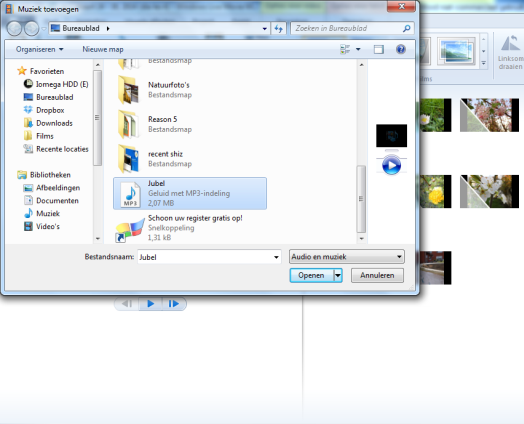 Muziek toevoegen
Bureaublad
Zoeken in Bureaublad
Organiseren
Nieuwe map
Linksom
draaien
Favorieten
Iomega HDD (E)
Bureaublad
Dropbox
Downloads
Films
Recente locaties
Bibliotheken
Afbeeldingen
Documenten
Muziek
Video's
Bestandsmap
Natuurfoto's
Bestandsmap
Reason 5
Bestandsmap
recent shiz
Bestandsmap
MP3
Jubel
Geluid met MP3-indeling
2,07 MB
Schoon uw register gratis op!
Snelkoppeling
1,31 kB
Bestandsnaam: Jubel
Audio en muziek
Openen
Annuleren